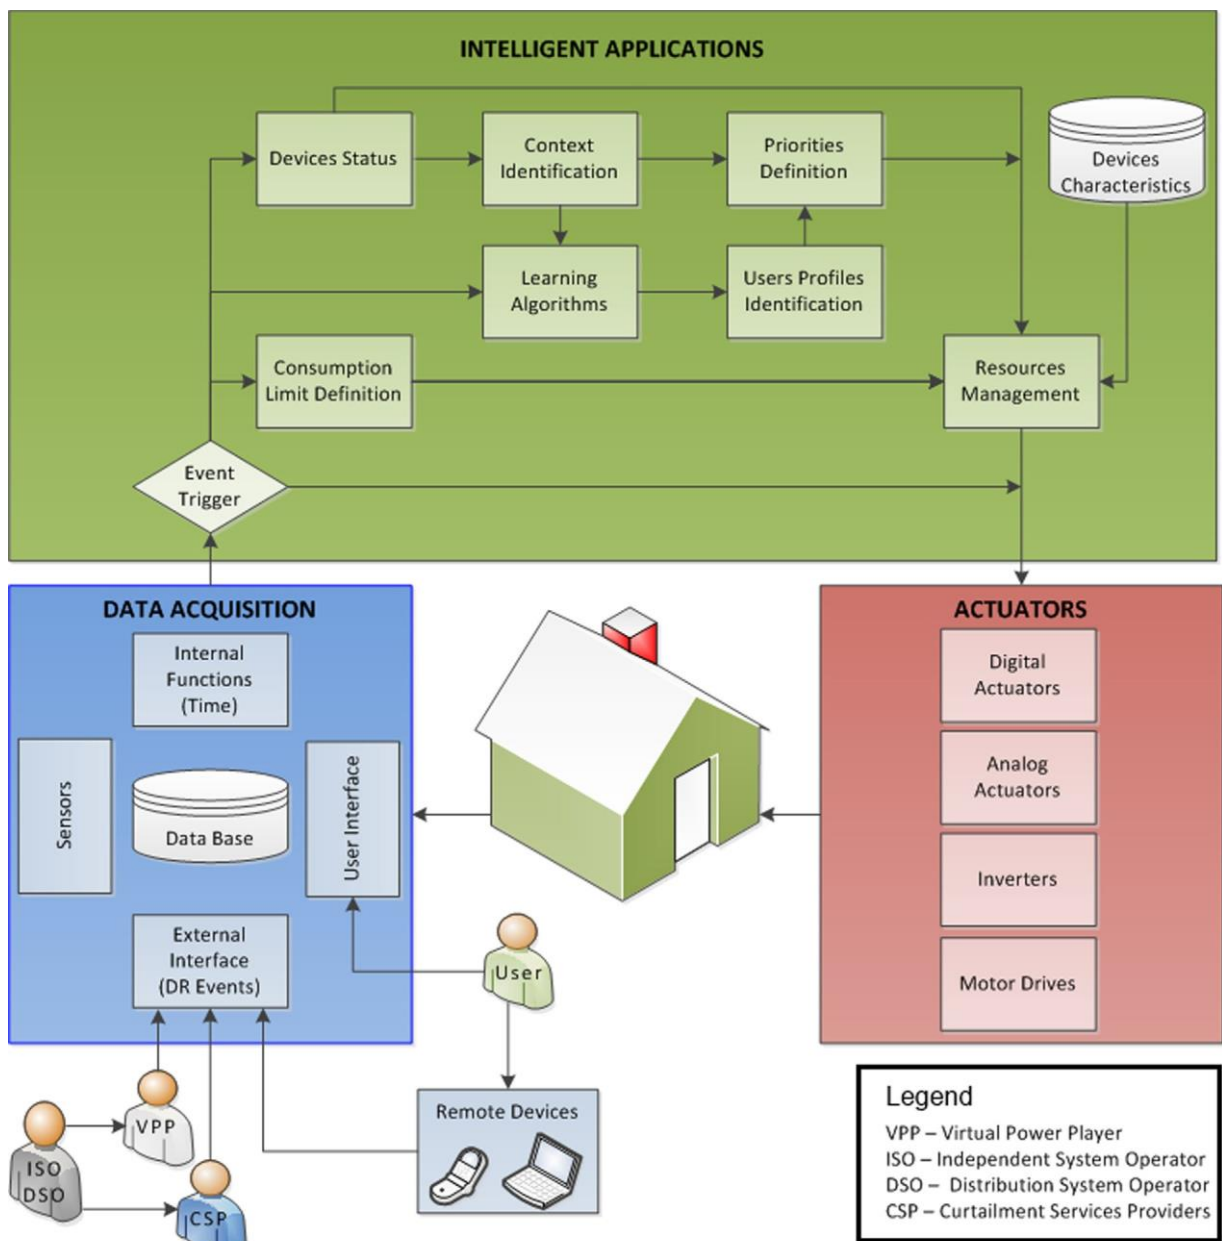 INTELLIGENT APPLICATIONS
Devices Status
Context
Identification
Priorities
Definition
Devices
Characteristics
Learning
Algorithms
Users Profiles
Identification
Consumption
Limit Definition
Resources
Management
Event
Trigger
DATA ACQUISITION
Internal
Functions
(Time)
Sensors
Data Base
User Interface
External
Interface
(DR Events)
ACTUATORS
Digital
Actuators
Analog
Actuators
Inverters
Motor Drives
User
Remote Devices
VPP
ISO
DSO
CSP
Legend
VPP – Virtual Power Player
ISO – Independent System Operator
DSO – Distribution System Operator
CSP – Curtailment Services Providers